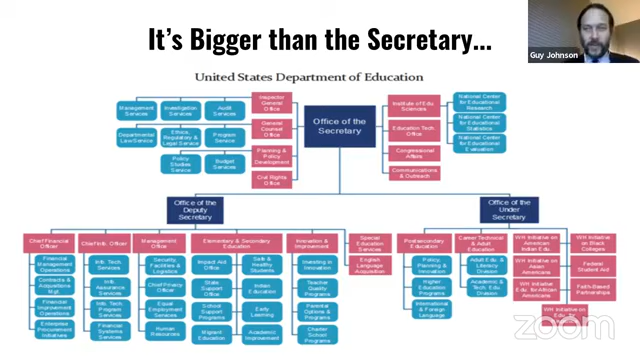 It's Bigger than the Secretary...
Guy Johnson
United States Department of Education
Office of the
Secretary
Inspector
General
Office
General
Counsel Office
Planning &
Policy
Development
Civil Rights
Office
Management
Services
Investigation
Services
Audit
Services
Departmental
Law Service
Ethics,
Regulatory &
Legal Service
Program
Service
Policy
Studies
Service
Budget
Services
Institute of Edu
Sciences
Education Tech
Office
Congressional
Affairs
Communications
& Outreach
National Center
for Educational
Research
National Center
for Educational
Statistics
National Center
for Educational
Evaluation
Office of
the Deputy
Secretary
Chief Financial
Officer
Financial
Management
Operations
Contracts &
Acquisitions
Mgt.
Financial
Improvement
Operations
Enterprise
Procurement
Initiatives
Chief Info. Officer
Info. Tech
Services
Info.
Assurance
Services
Info. Tech
Program
Services
Financial
Systems
Services
Management
Office
Security,
Facilities &
Logistics
Chief Privacy
Officer
Equal
Employment
Services
Human
Resources
Elementary &
Secondary Education
Impact Aid
Office
Safe &
Healthy
Students
State
Support
Office
Indian
Education
School
Support
Programs
Early
Learning
Migrant
Education
Academic
Improvement
Innovation &
Improvement
Investing in
Innovation
Teacher
Quality
Programs
Parental
Options &
Programs
Charter
School
Programs
Special
Education
Services
English
Language
Acquisition
Office of
the Under
Secretary
Postsecondary
Education
Policy,
Planning &
Innovation
Higher
Education
Programs
International
& Foreign
Language
Career Technical
& Adult
Education
Adult Edu. &
Literacy
Division
Academic &
Tech. Edu.
Division
WH Initiative on
American
Indian Edu.
WH Initiative on
Asian
Americans
WH Initiative
Edu. for African
Americans
WH Initiative on Black
Colleges
Federal
Student Aid
Faith-Based
Partnerships
zoom